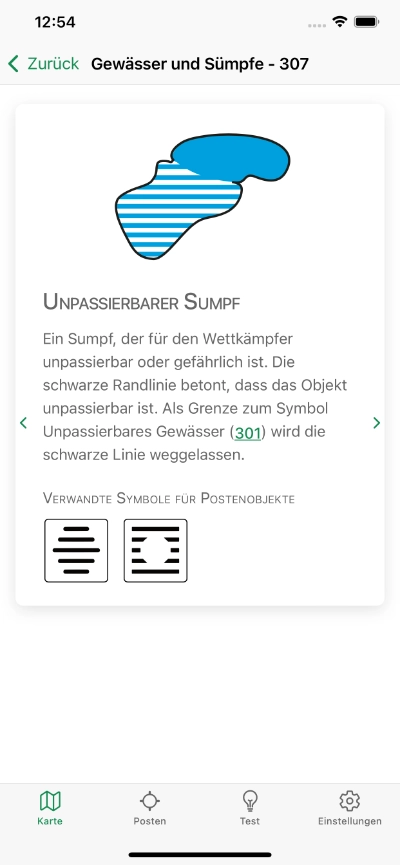 12:54
Zurück Gewässer und Sümpfe - 307
Unpassierbarer Sumpf
Ein Sumpf, der für den Wettkämpfer
unpassierbar oder gefährlich ist. Die
schwarze Randlinie betont, dass das Objekt
unpassierbar ist. Als Grenze zum Symbol
Unpassierbares Gewässer (301) wird die
schwarze Linie weggelassen.
Verwandte Symbole für Postenobjekte
Karte Posten Test Einstellungen